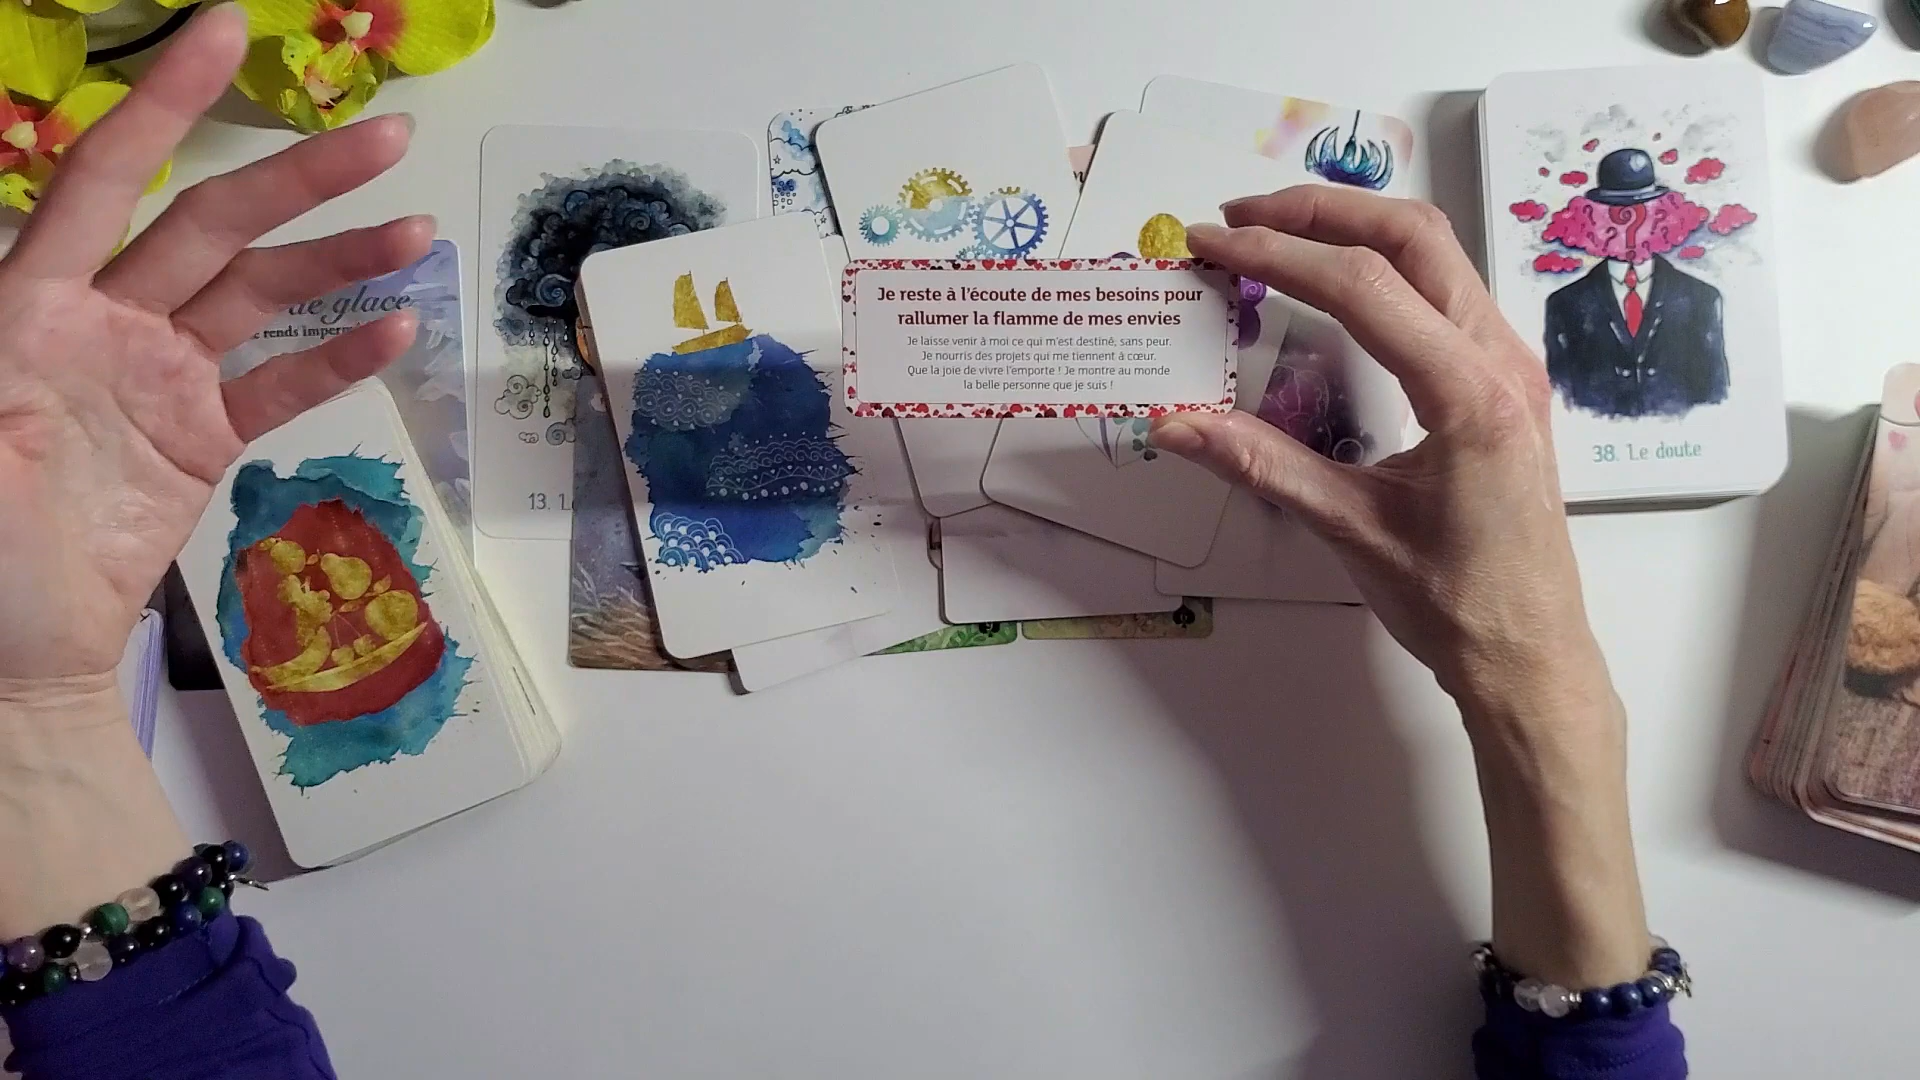 de glace
rends
13.
Je reste à l'écoute de mes besoins pour
rallumer la flamme de mes envies
Je laisse venir à moi ce qui m'est destiné, sans peur.
Je nourris des projets qui me tiennent à cœur.
Que la joie de vivre l'emporte ! Je montre au monde
la belle personne que je suis !
38. Le doute